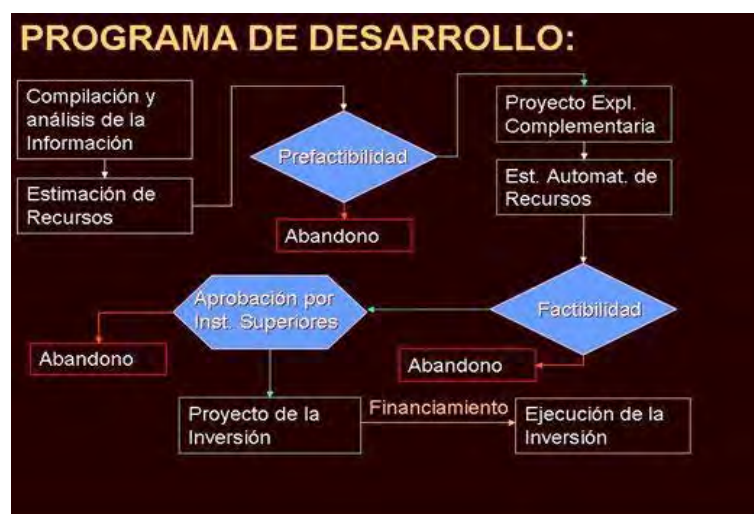 PROGRAMA DE DESARROLLO:
Compilación y
análisis de la
Información
Estimación de
Recursos
Prefactibilidad
Abandono
Proyecto Expl.
Complementaria
Est. Automat. de
Recursos
Factibilidad
Abandono
Aprobación por
Inst. Superiores
Abandono
Proyecto de la
Inversión
Financiamiento
Ejecución de la
Inversión